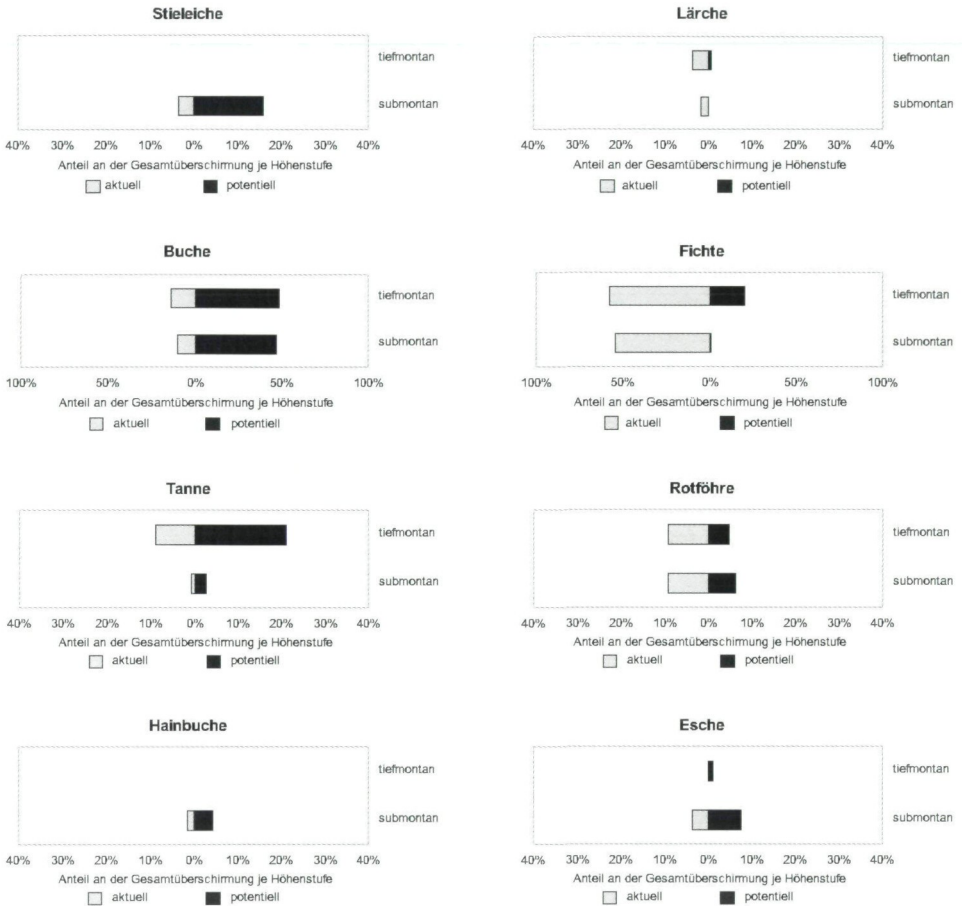 Stieleiche
tiefmontan
submontan
40% 30% 20% 10% 0% 10% 20% 30% 40%
Anteil an der Gesamtüberschirmung je Höhenstufe
aktuell potentiell
Lärche
tiefmontan
submontan
40% 30% 20% 10% 0% 10% 20% 30% 40%
Anteil an der Gesamtüberschirmung je Höhenstufe
aktuell potentiell
Buche
tiefmontan
submontan
100% 50% 0% 50% 100%
Anteil an der Gesamtüberschirmung je Höhenstufe
aktuell potentiell
Fichte
tiefmontan
submontan
100% 50% 0% 50% 100%
Anteil an der Gesamtüberschirmung je Höhenstufe
aktuell potentiell
Tanne
tiefmontan
submontan
40% 30% 20% 10% 0% 10% 20% 30% 40%
Anteil an der Gesamtüberschirmung je Höhenstufe
aktuell potentiell
Rotföhre
tiefmontan
submontan
40% 30% 20% 10% 0% 10% 20% 30% 40%
Anteil an der Gesamtüberschirmung je Höhenstufe
aktuell potentiell
Hainbuche
tiefmontan
submontan
40% 30% 20% 10% 0% 10% 20% 30% 40%
Anteil an der Gesamtüberschirmung je Höhenstufe
aktuell potentiell
Esche
tiefmontan
submontan
40% 30% 20% 10% 0% 10% 20% 30% 40%
Anteil an der Gesamtüberschirmung je Höhenstufe
aktuell potentiell